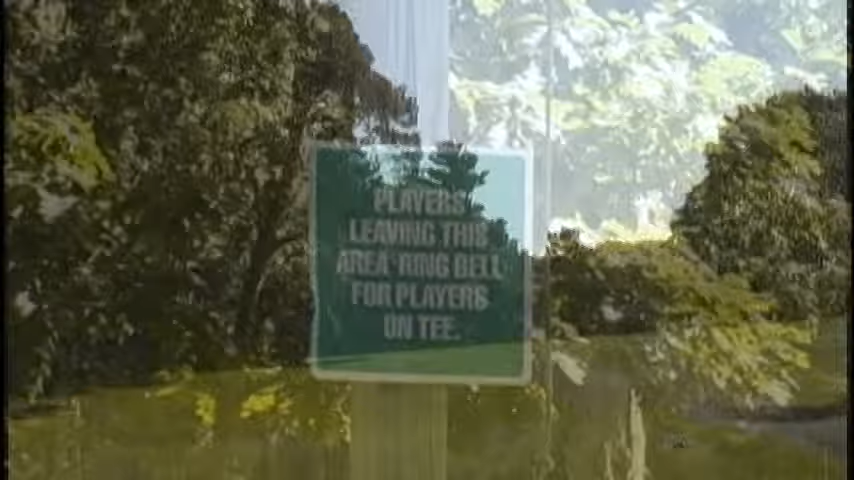 PLAYERS
LEAVING THIS
AREA RING BELL
FOR PLAYERS
ON TEE.